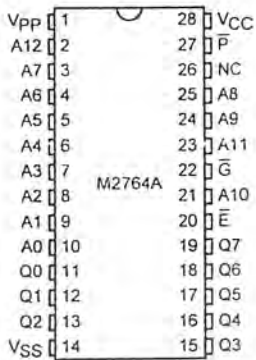 VPP 1 28 VCC
A12 2 27 P̅
A7 3 26 NC
A6 4 25 A8
A5 5 24 A9
A4 6 23 A11
A3 7 22 G̅
A2 8 M2764A 21 A10
A1 9 20 E̅
A0 10 19 Q7
Q0 11 18 Q6
Q1 12 17 Q5
Q2 13 16 Q4
VSS 14 15 Q3